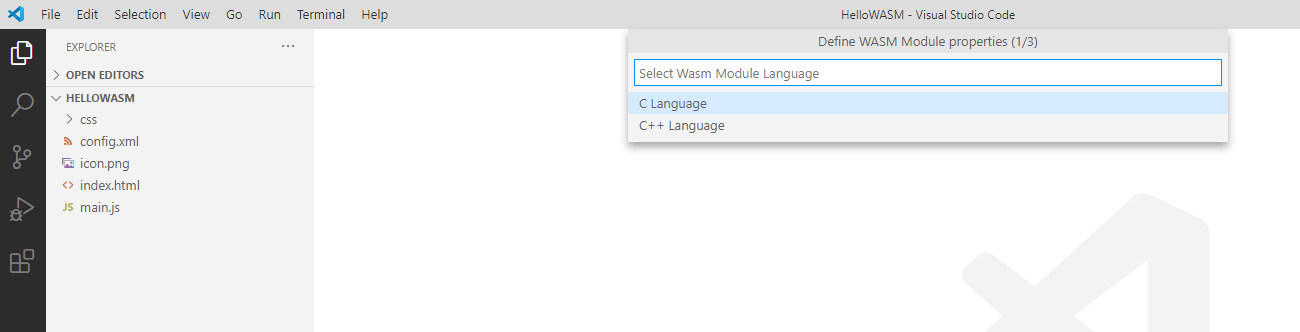 File Edit Selection View Go Run Terminal Help HelloWASM - Visual Studio Code
EXPLORER ···
OPEN EDITORS
HELLOWASM
css
config.xml
icon.png
index.html
JS main.js
Define WASM Module properties (1/3)
Select Wasm Module Language
C Language
C++ Language